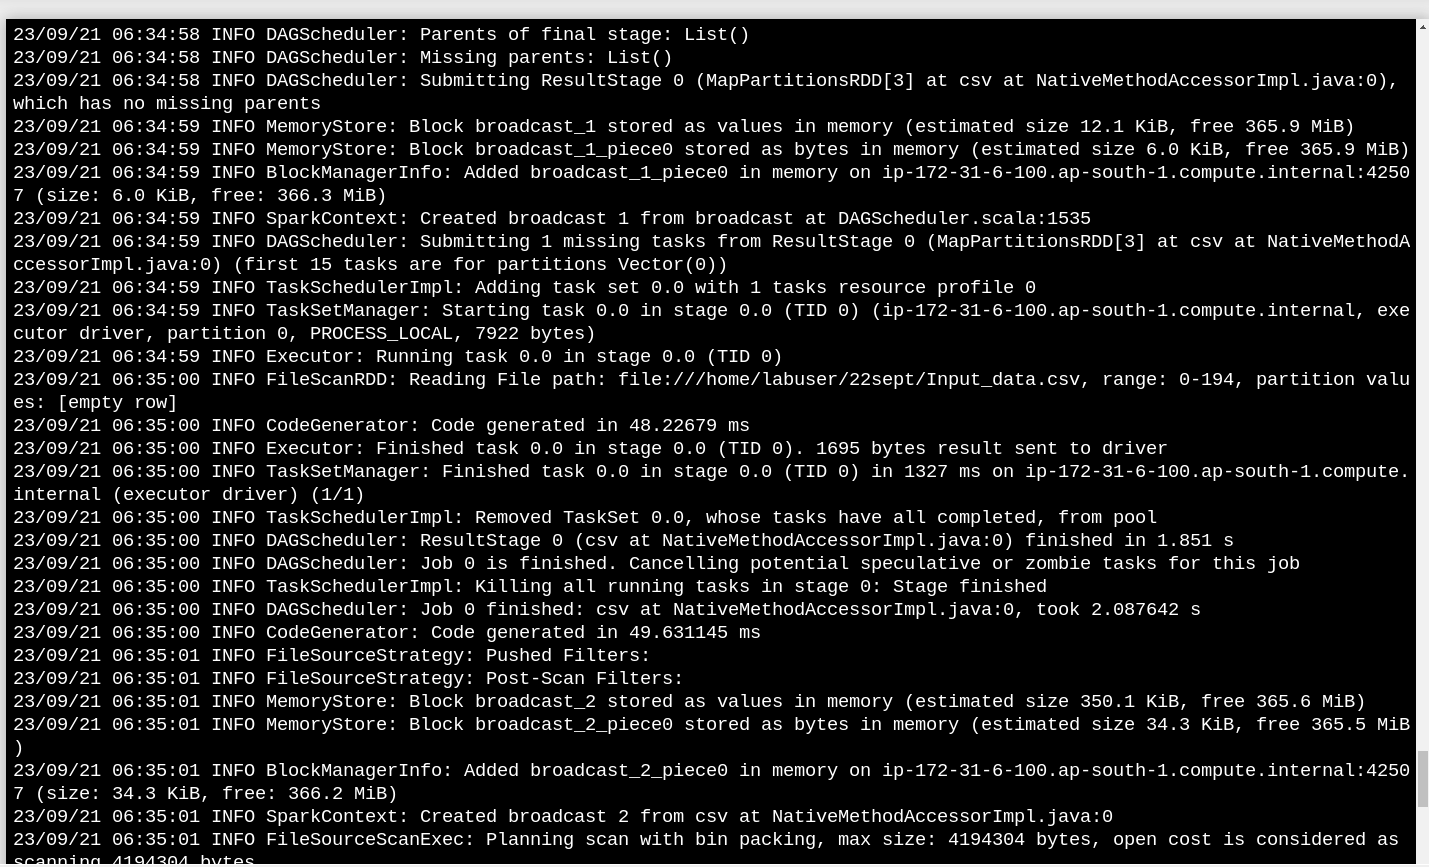 23/09/21 06:34:58 INFO DAGScheduler: Parents of final stage: List()
23/09/21 06:34:58 INFO DAGScheduler: Missing parents: List()
23/09/21 06:34:58 INFO DAGScheduler: Submitting ResultStage 0 (MapPartitionsRDD[3] at csv at NativeMethodAccessorImpl.java:0),
which has no missing parents
23/09/21 06:34:59 INFO MemoryStore: Block broadcast_1 stored as values in memory (estimated size 12.1 KiB, free 365.9 MiB)
23/09/21 06:34:59 INFO MemoryStore: Block broadcast_1_piece0 stored as bytes in memory (estimated size 6.0 KiB, free 365.9 MiB)
23/09/21 06:34:59 INFO BlockManagerInfo: Added broadcast_1_piece0 in memory on ip-172-31-6-100.ap-south-1.compute.internal:4250
7 (size: 6.0 KiB, free: 366.3 MiB)
23/09/21 06:34:59 INFO SparkContext: Created broadcast 1 from broadcast at DAGScheduler.scala:1535
23/09/21 06:34:59 INFO DAGScheduler: Submitting 1 missing tasks from ResultStage 0 (MapPartitionsRDD[3] at csv at NativeMethodA
ccessorImpl.java:0) (first 15 tasks are for partitions Vector(0))
23/09/21 06:34:59 INFO TaskSchedulerImpl: Adding task set 0.0 with 1 tasks resource profile 0
23/09/21 06:34:59 INFO TaskSetManager: Starting task 0.0 in stage 0.0 (TID 0) (ip-172-31-6-100.ap-south-1.compute.internal, exe
cutor driver, partition 0, PROCESS_LOCAL, 7922 bytes)
23/09/21 06:34:59 INFO Executor: Running task 0.0 in stage 0.0 (TID 0)
23/09/21 06:35:00 INFO FileScanRDD: Reading File path: file:///home/labuser/22sept/Input_data.csv, range: 0-194, partition valu
es: [empty row]
23/09/21 06:35:00 INFO CodeGenerator: Code generated in 48.22679 ms
23/09/21 06:35:00 INFO Executor: Finished task 0.0 in stage 0.0 (TID 0). 1695 bytes result sent to driver
23/09/21 06:35:00 INFO TaskSetManager: Finished task 0.0 in stage 0.0 (TID 0) in 1327 ms on ip-172-31-6-100.ap-south-1.compute.
internal (executor driver) (1/1)
23/09/21 06:35:00 INFO TaskSchedulerImpl: Removed TaskSet 0.0, whose tasks have all completed, from pool
23/09/21 06:35:00 INFO DAGScheduler: ResultStage 0 (csv at NativeMethodAccessorImpl.java:0) finished in 1.851 s
23/09/21 06:35:00 INFO DAGScheduler: Job 0 is finished. Cancelling potential speculative or zombie tasks for this job
23/09/21 06:35:00 INFO TaskSchedulerImpl: Killing all running tasks in stage 0: Stage finished
23/09/21 06:35:00 INFO DAGScheduler: Job 0 finished: csv at NativeMethodAccessorImpl.java:0, took 2.087642 s
23/09/21 06:35:00 INFO CodeGenerator: Code generated in 49.631145 ms
23/09/21 06:35:01 INFO FileSourceStrategy: Pushed Filters:
23/09/21 06:35:01 INFO FileSourceStrategy: Post-Scan Filters:
23/09/21 06:35:01 INFO MemoryStore: Block broadcast_2 stored as values in memory (estimated size 350.1 KiB, free 365.6 MiB)
23/09/21 06:35:01 INFO MemoryStore: Block broadcast_2_piece0 stored as bytes in memory (estimated size 34.3 KiB, free 365.5 MiB
)
23/09/21 06:35:01 INFO BlockManagerInfo: Added broadcast_2_piece0 in memory on ip-172-31-6-100.ap-south-1.compute.internal:4250
7 (size: 34.3 KiB, free: 366.2 MiB)
23/09/21 06:35:01 INFO SparkContext: Created broadcast 2 from csv at NativeMethodAccessorImpl.java:0
23/09/21 06:35:01 INFO FileSourceScanExec: Planning scan with bin packing, max size: 4194304 bytes, open cost is considered as
scanning 4194304 bytes